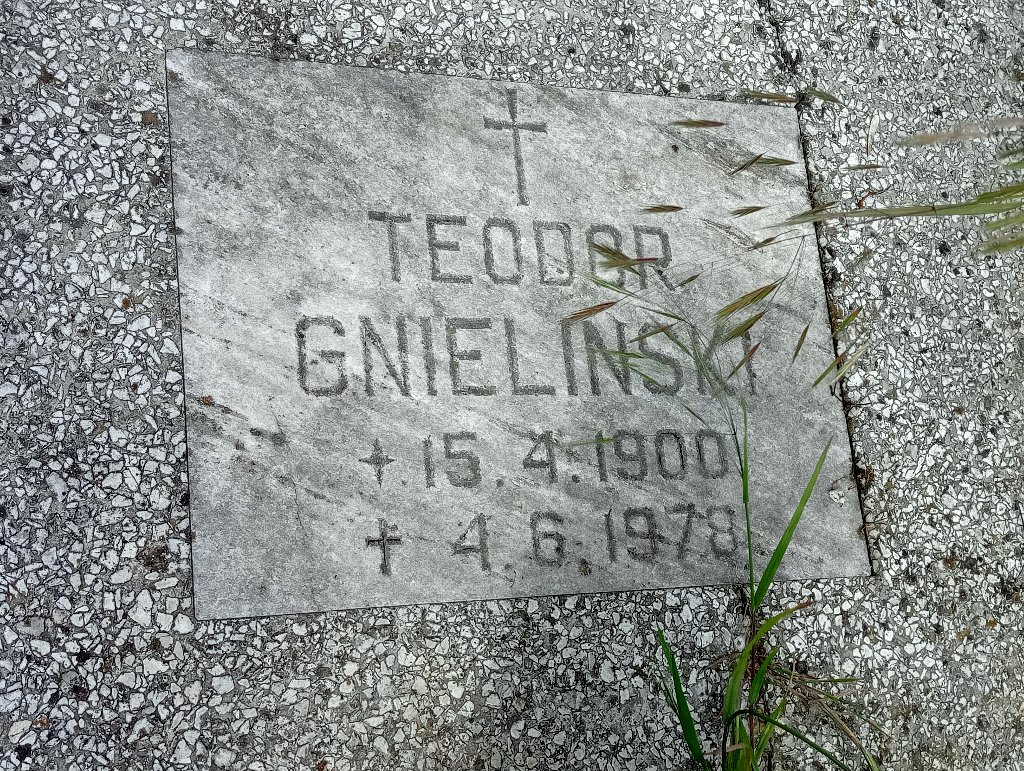 TEODOR
GNIELINSKI
15. 4. 1900
4. 6. 1978